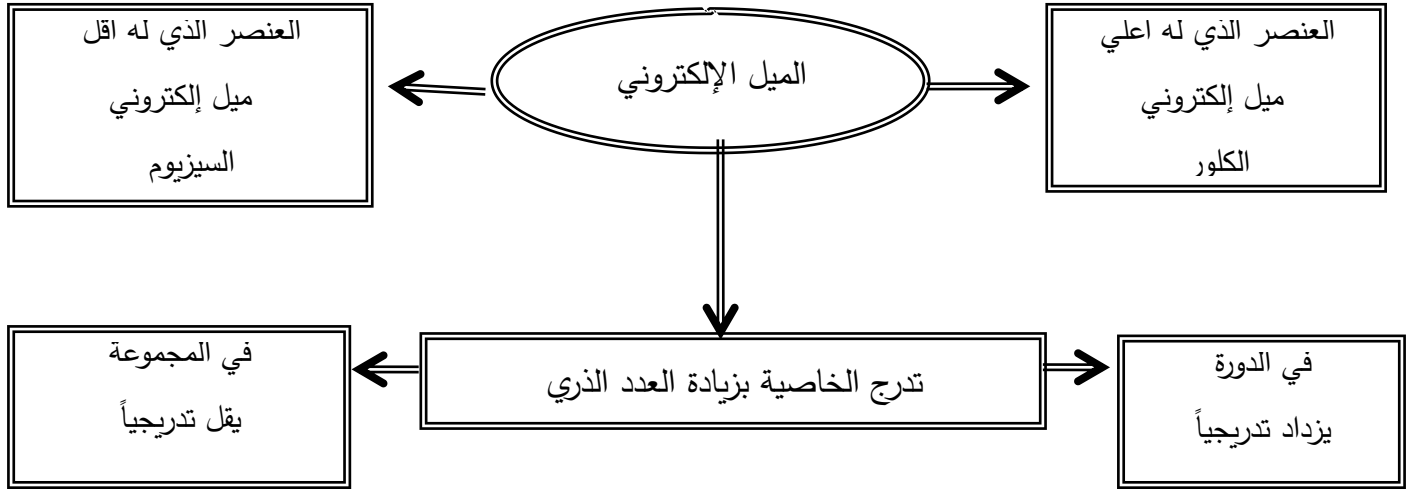 العنصر الذي له اعلي
ميل إلكتروني
الكلور
الميل الإلكتروني
العنصر الذي له اقل
ميل إلكتروني
السيزيوم
في الدورة
يزداد تدريجياً
تدرج الخاصية بزيادة العدد الذري
في المجموعة
يقل تدريجياً